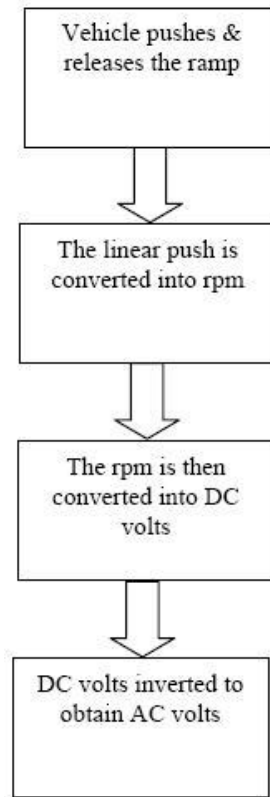 Vehicle pushes &
releases the ramp
The linear push is
converted into rpm
The rpm is then
converted into DC
volts
DC volts inverted to
obtain AC volts